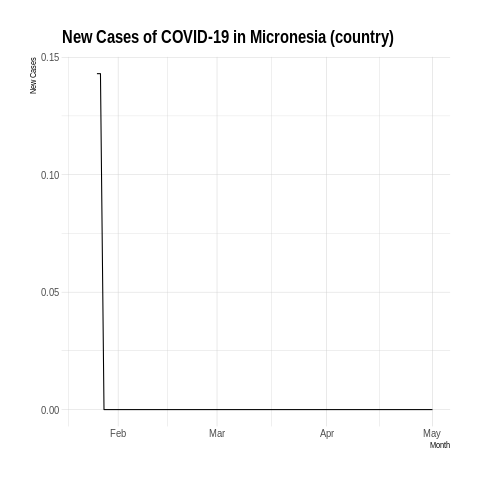 New Cases of COVID-19 in Micronesia (country)
New Cases
0.15
0.10
0.05
0.00
Feb Mar Apr May
Month